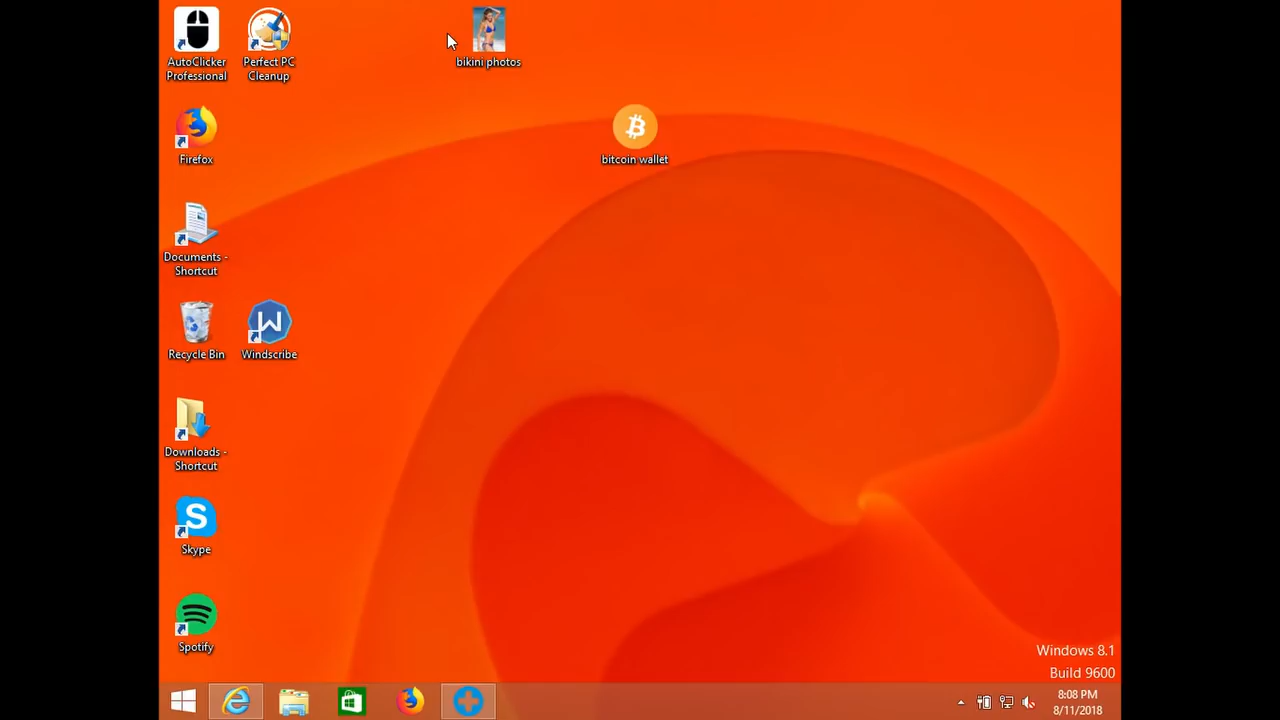 AutoClicker
Professional
Perfect PC
Cleanup
bikini photos
bitcoin wallet
Firefox
Documents -
Shortcut
Recycle Bin
Windscribe
Downloads -
Shortcut
Skype
Spotify
Windows 8.1
Build 9600
8:08 PM
8/11/2018